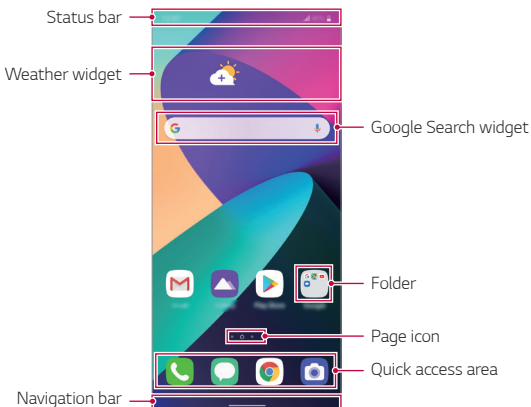 Status bar
Weather widget
Google Search widget
Folder
Page icon
Quick access area
Navigation bar